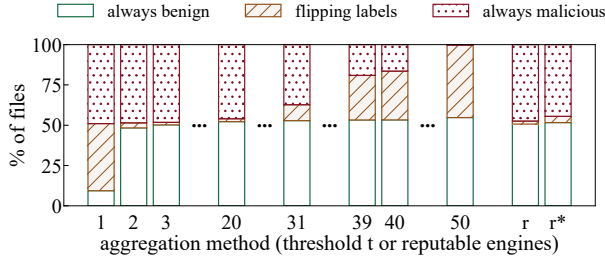 always benign flipping labels always malicious
100
75
50
25
0
% of files
... ... ... ...
1 2 3 20 31 39 40 50 r r*
aggregation method (threshold t or reputable engines)